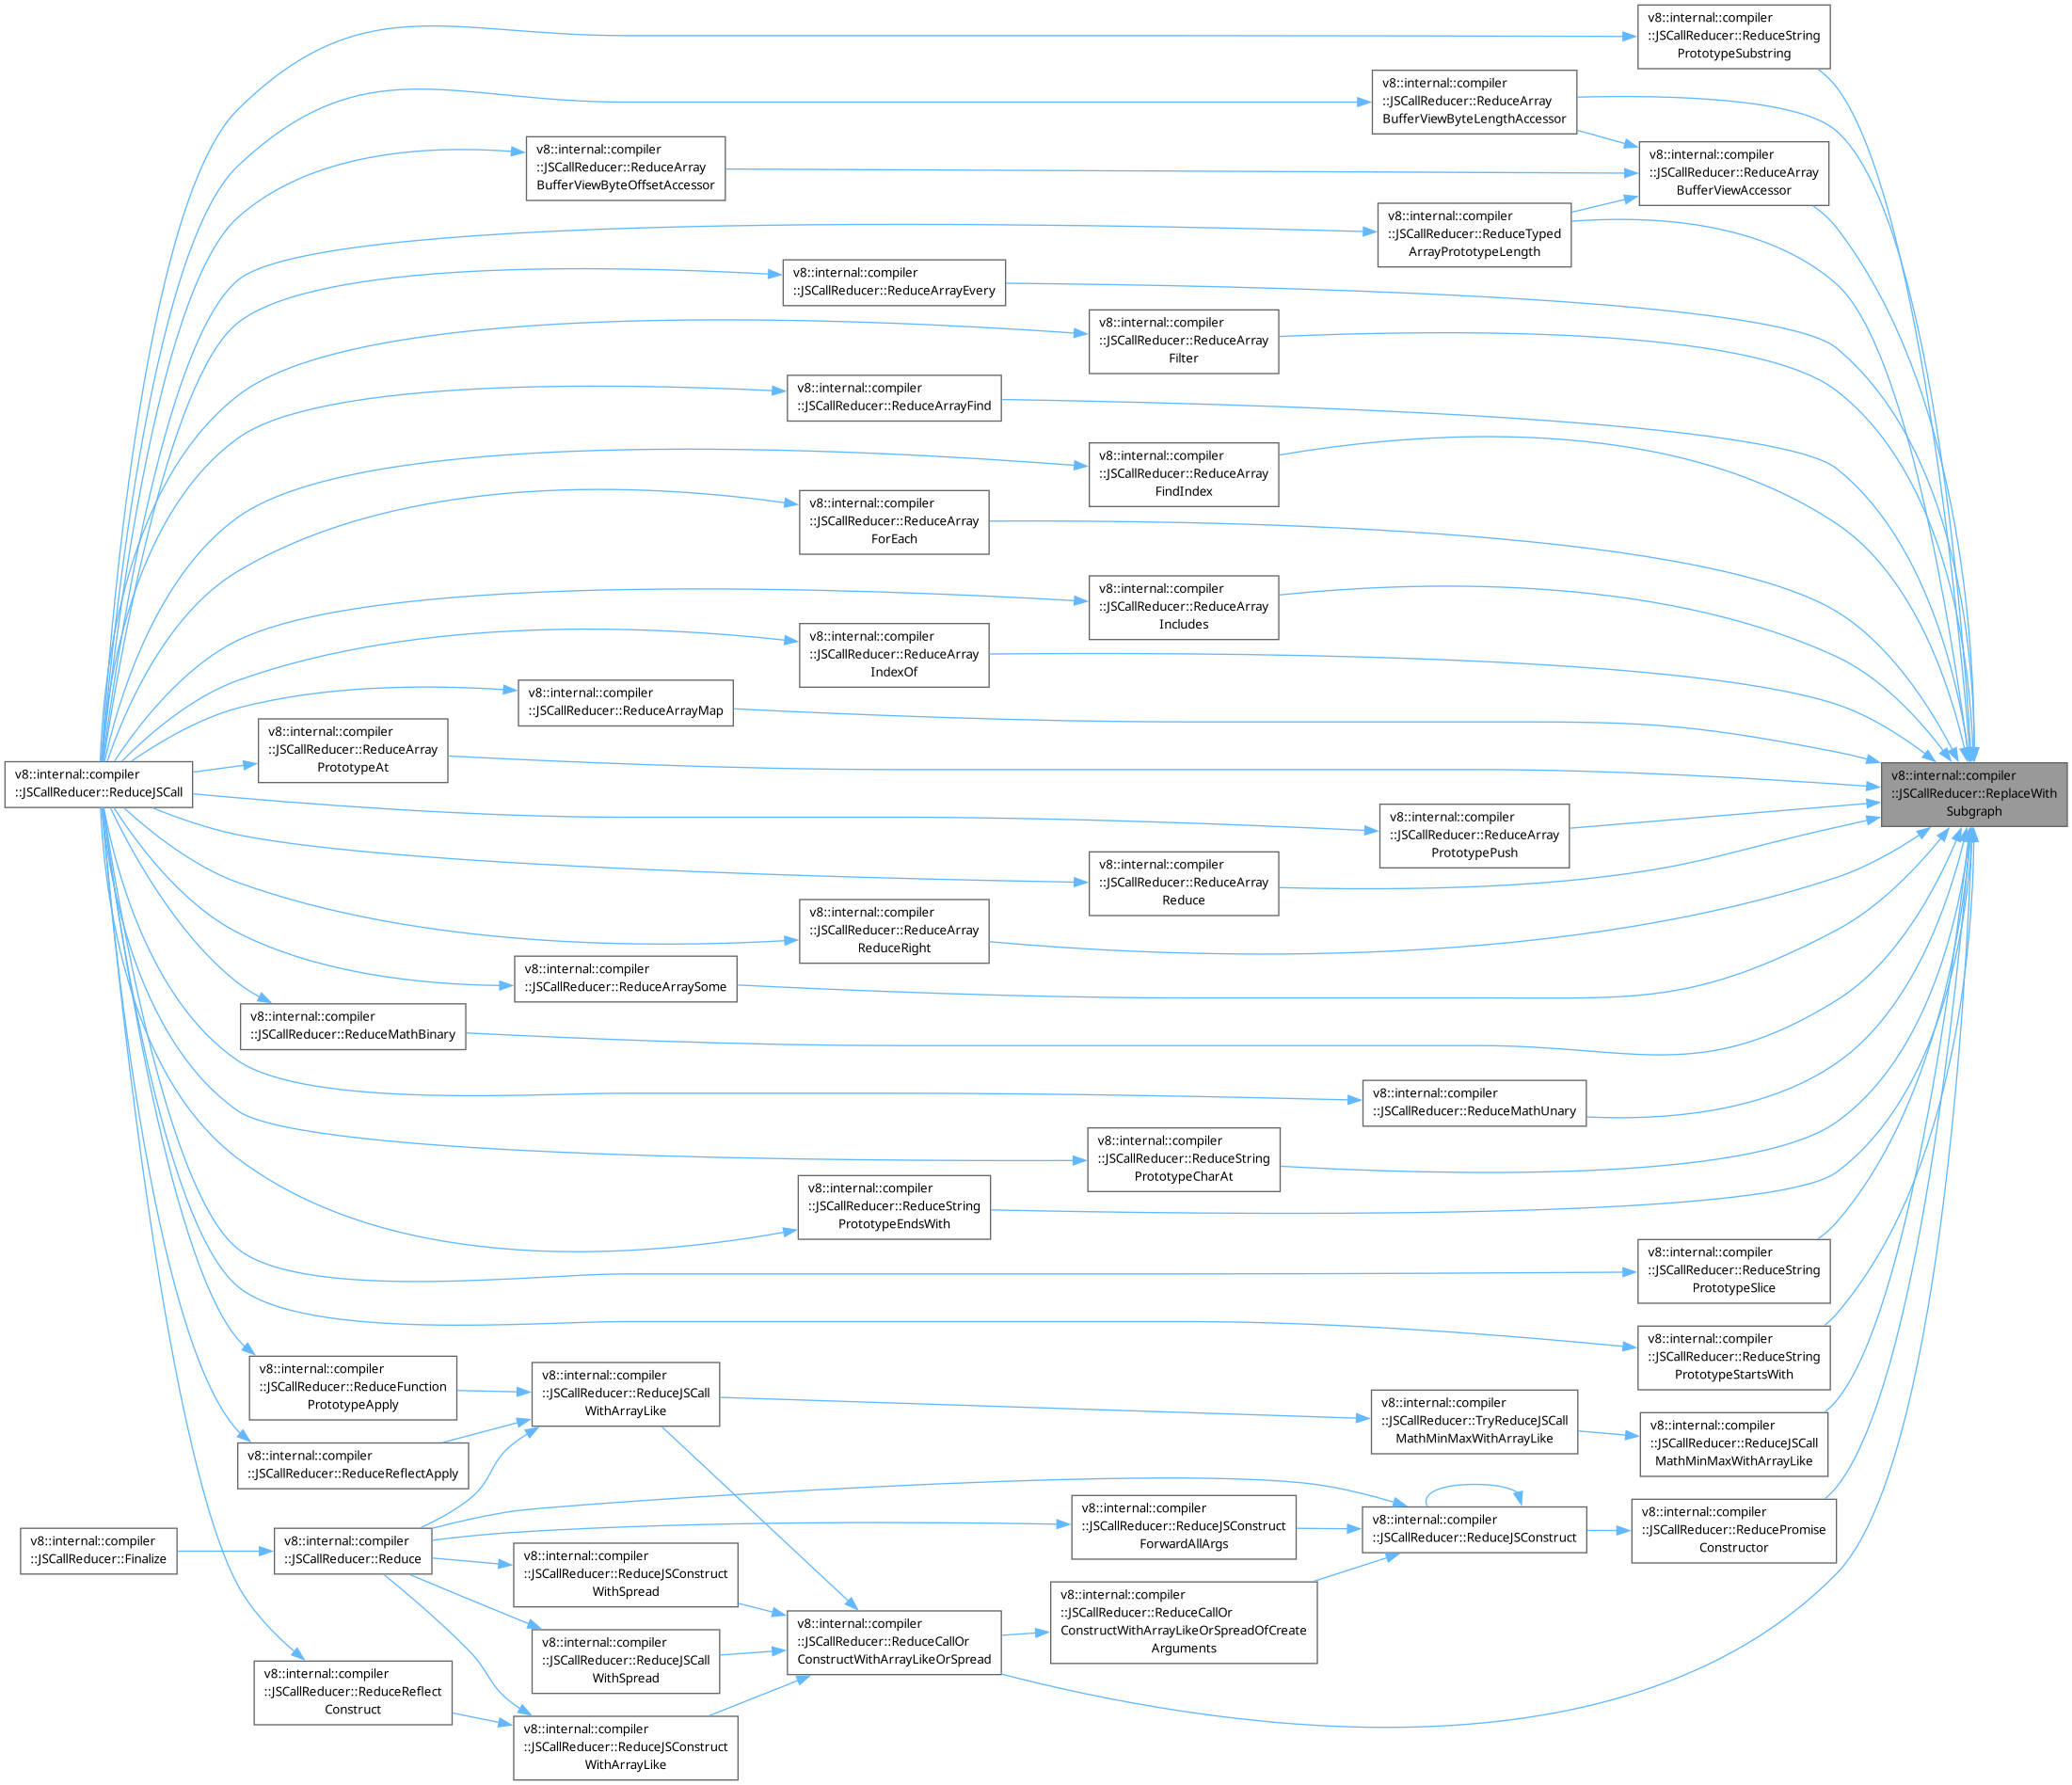 v8::internal::compiler
::JSCallReducer::ReduceString
PrototypeSubstring
v8::internal::compiler
::JSCallReducer::ReduceArray
BufferViewByteLengthAccessor
v8::internal::compiler
::JSCallReducer::ReduceArray
BufferViewByteOffsetAccessor
v8::internal::compiler
::JSCallReducer::ReduceArray
BufferViewAccessor
v8::internal::compiler
::JSCallReducer::ReduceTyped
ArrayPrototypeLength
v8::internal::compiler
::JSCallReducer::ReduceArrayEvery
v8::internal::compiler
::JSCallReducer::ReduceArray
Filter
v8::internal::compiler
::JSCallReducer::ReduceArrayFind
v8::internal::compiler
::JSCallReducer::ReduceArray
FindIndex
v8::internal::compiler
::JSCallReducer::ReduceArray
ForEach
v8::internal::compiler
::JSCallReducer::ReduceArray
Includes
v8::internal::compiler
::JSCallReducer::ReduceArray
IndexOf
v8::internal::compiler
::JSCallReducer::ReduceArrayMap
v8::internal::compiler
::JSCallReducer::ReduceArray
PrototypeAt
v8::internal::compiler
::JSCallReducer::ReduceJSCall
v8::internal::compiler
::JSCallReducer::ReplaceWith
Subgraph
v8::internal::compiler
::JSCallReducer::ReduceArray
PrototypePush
v8::internal::compiler
::JSCallReducer::ReduceArray
Reduce
v8::internal::compiler
::JSCallReducer::ReduceArray
ReduceRight
v8::internal::compiler
::JSCallReducer::ReduceArraySome
v8::internal::compiler
::JSCallReducer::ReduceMathBinary
v8::internal::compiler
::JSCallReducer::ReduceMathUnary
v8::internal::compiler
::JSCallReducer::ReduceString
PrototypeCharAt
v8::internal::compiler
::JSCallReducer::ReduceString
PrototypeEndsWith
v8::internal::compiler
::JSCallReducer::ReduceString
PrototypeSlice
v8::internal::compiler
::JSCallReducer::ReduceString
PrototypeStartsWith
v8::internal::compiler
::JSCallReducer::ReduceFunction
PrototypeApply
v8::internal::compiler
::JSCallReducer::ReduceJSCall
WithArrayLike
v8::internal::compiler
::JSCallReducer::TryReduceJSCall
MathMinMaxWithArrayLike
v8::internal::compiler
::JSCallReducer::ReduceJSCall
MathMinMaxWithArrayLike
v8::internal::compiler
::JSCallReducer::ReduceReflectApply
v8::internal::compiler
::JSCallReducer::ReduceJSConstruct
ForwardAllArgs
v8::internal::compiler
::JSCallReducer::ReduceJSConstruct
v8::internal::compiler
::JSCallReducer::ReducePromise
Constructor
v8::internal::compiler
::JSCallReducer::Finalize
v8::internal::compiler
::JSCallReducer::Reduce
v8::internal::compiler
::JSCallReducer::ReduceJSConstruct
WithSpread
v8::internal::compiler
::JSCallReducer::ReduceCallOr
ConstructWithArrayLikeOrSpreadOfCreate
Arguments
v8::internal::compiler
::JSCallReducer::ReduceCallOr
ConstructWithArrayLikeOrSpread
v8::internal::compiler
::JSCallReducer::ReduceJSCall
WithSpread
v8::internal::compiler
::JSCallReducer::ReduceReflect
Construct
v8::internal::compiler
::JSCallReducer::ReduceJSConstruct
WithArrayLike